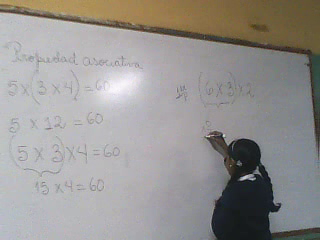 Propiedad asociativa
5 x (3 x 4) = 60
5 x 12 = 60
(5 x 3) x 4 = 60
15 x 4 = 60
(6 x 3) x 2